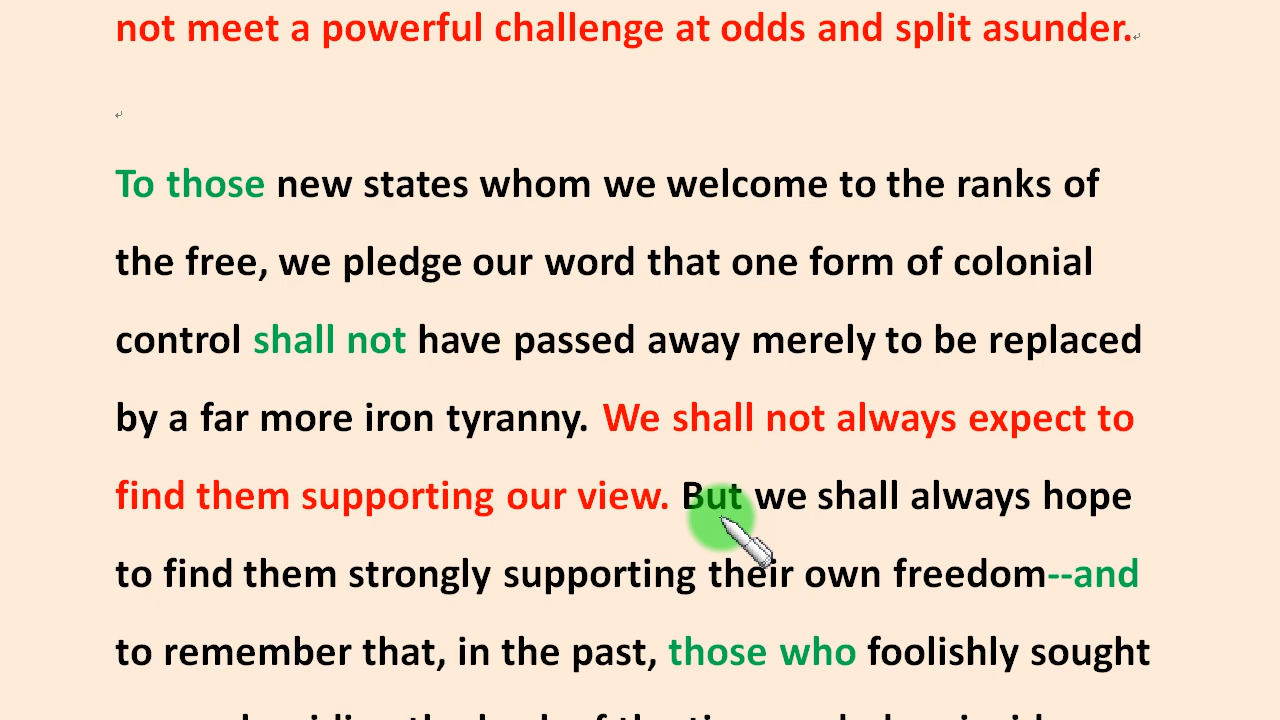 not meet a powerful challenge at odds and split asunder.
To those new states whom we welcome to the ranks of
the free, we pledge our word that one form of colonial
control shall not have passed away merely to be replaced
by a far more iron tyranny. We shall not always expect to
find them supporting our view. But we shall always hope
to find them strongly supporting their own freedom--and
to remember that, in the past, those who foolishly sought